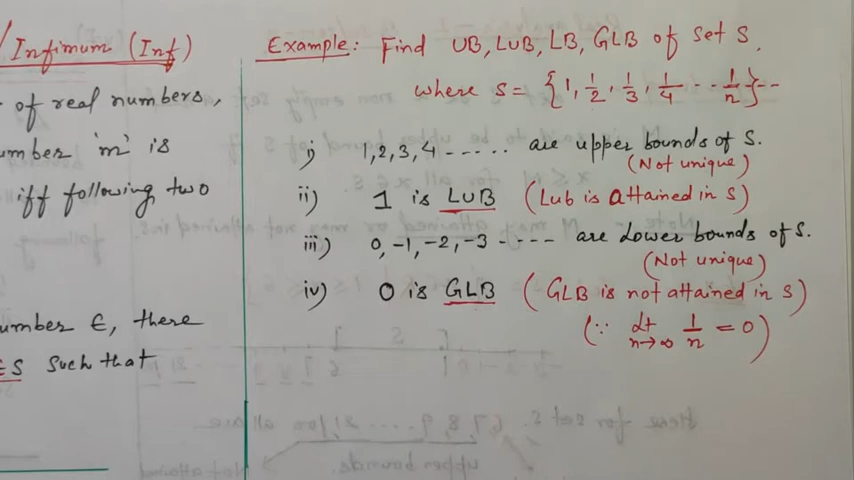 / Infimum (Inf)
of real numbers,
umber 'm' is
iff following two
umber ϵ, there
ES such that
Example: Find UB, LUB, LB, GLB of set S.
where S = {1, 1/2, 1/3, 1/4 -- 1/n}--
i) 1,2,3,4 ...... are upper bounds of S.
(Not unique)
ii) 1 is LUB (Lub is attained in S)
iii) 0,-1,-2,-3 ---- are Lower bounds of S.
(Not unique)
iv) 0 is GLB (GLB is not attained in S)
(∵ Lt n→∞ 1/n = 0)